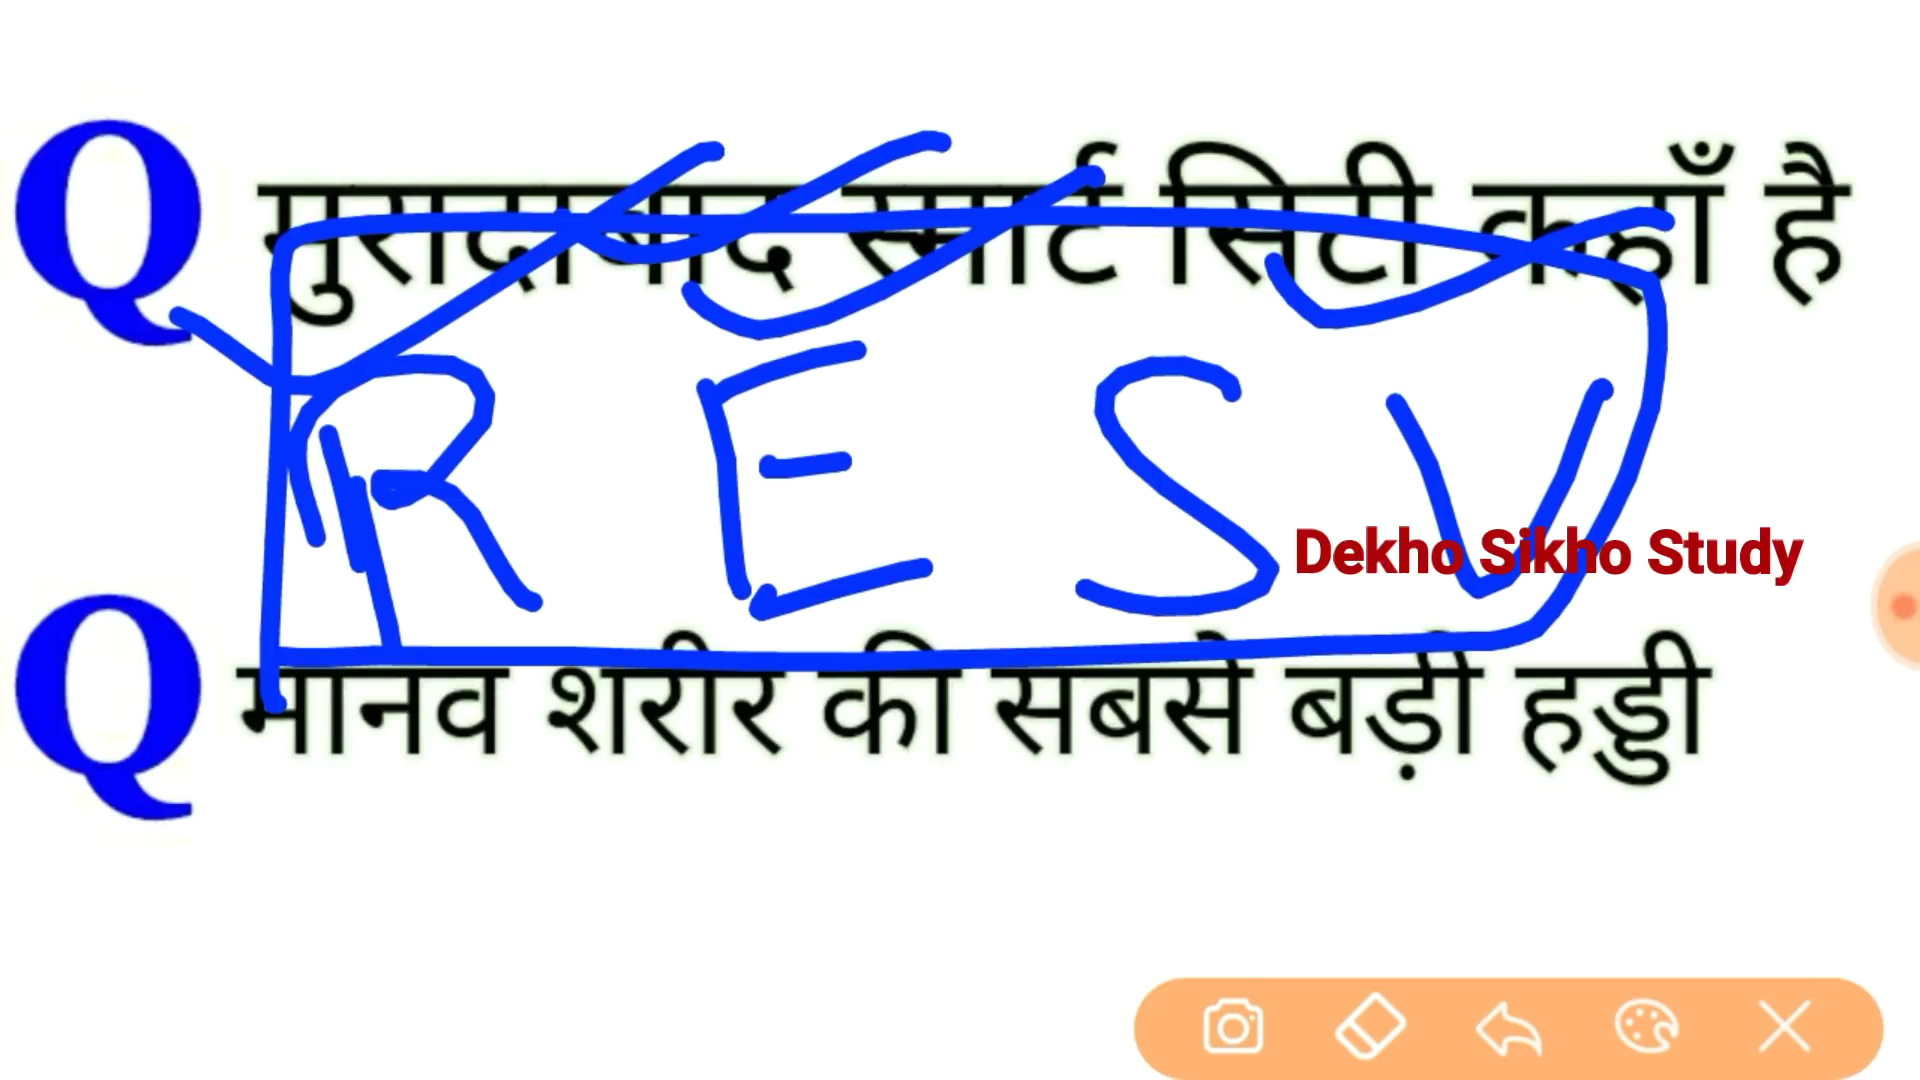 Q मुरादाबाद स्मार्ट सिटी कहाँ है
R E S V
Dekho Sikho Study
Q मानव शरीर की सबसे बड़ी हड्डी